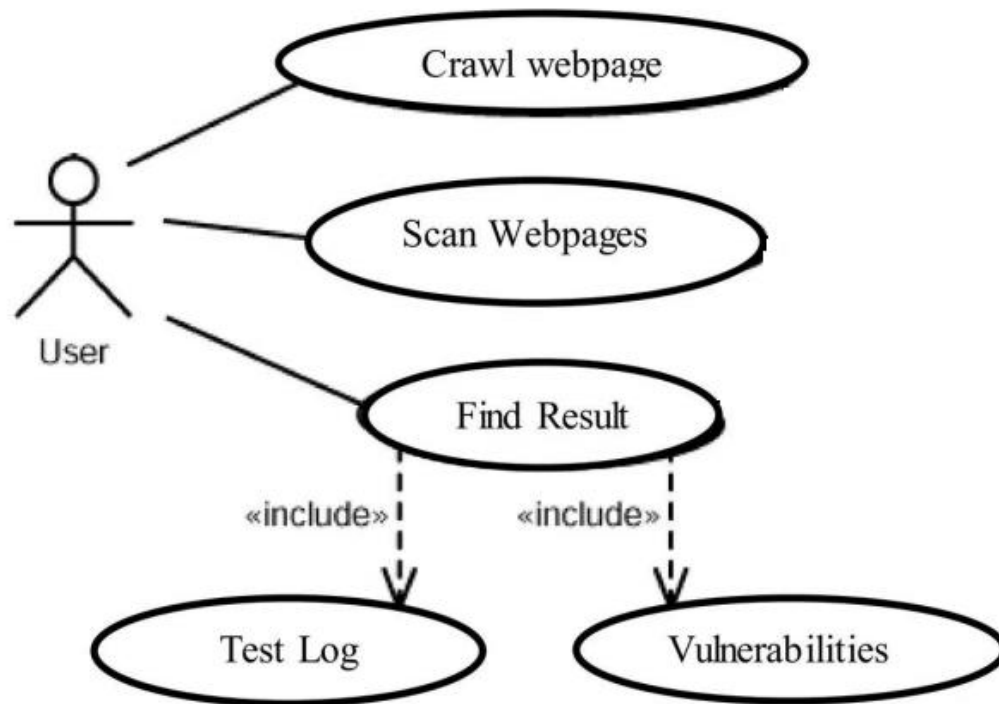 Crawl webpage
Scan Webpages
User
Find Result
«include» «include»
Test Log
Vulnerabilities